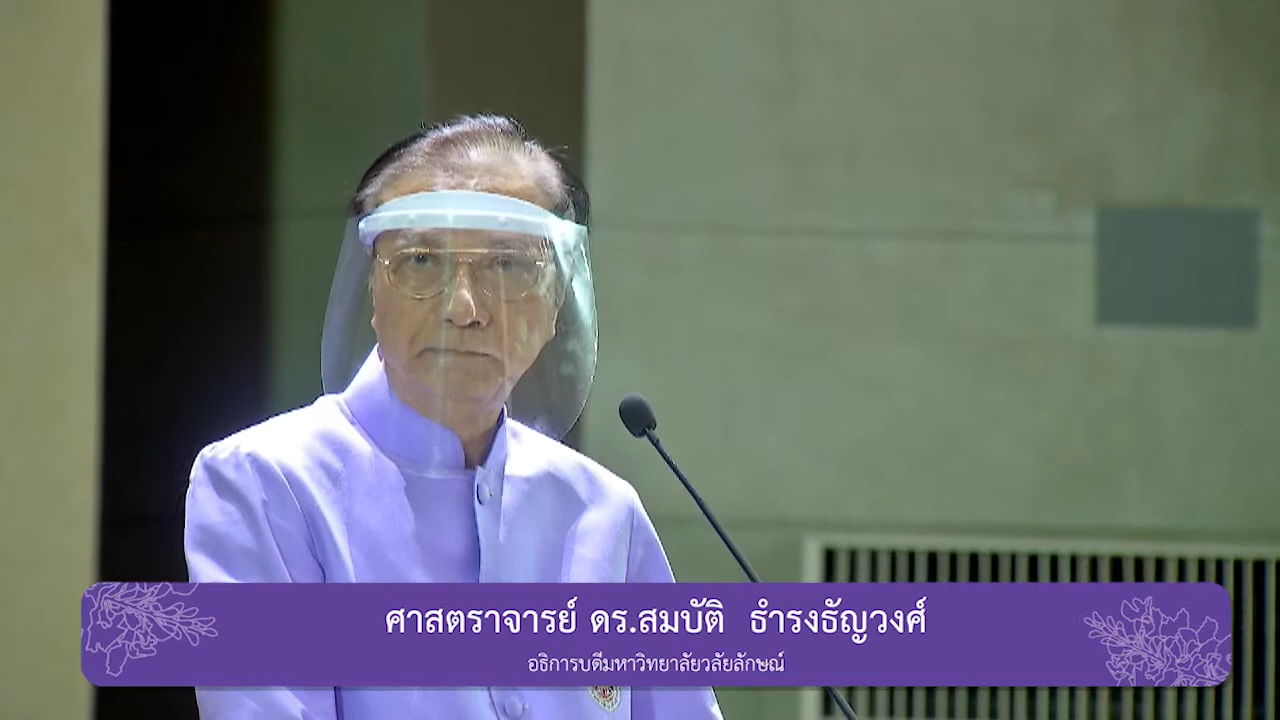 ศาสตราจารย์ ดร.สมบัติ ธำรงธัญวงศ์
อธิการบดีมหาวิทยาลัยวลัยลักษณ์